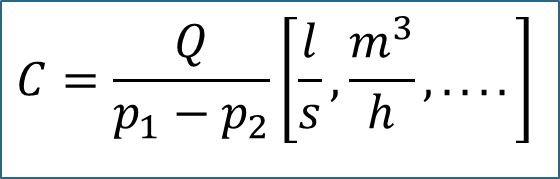 C = Q / (p₁ − p₂) [l/s, m³/h, ....]